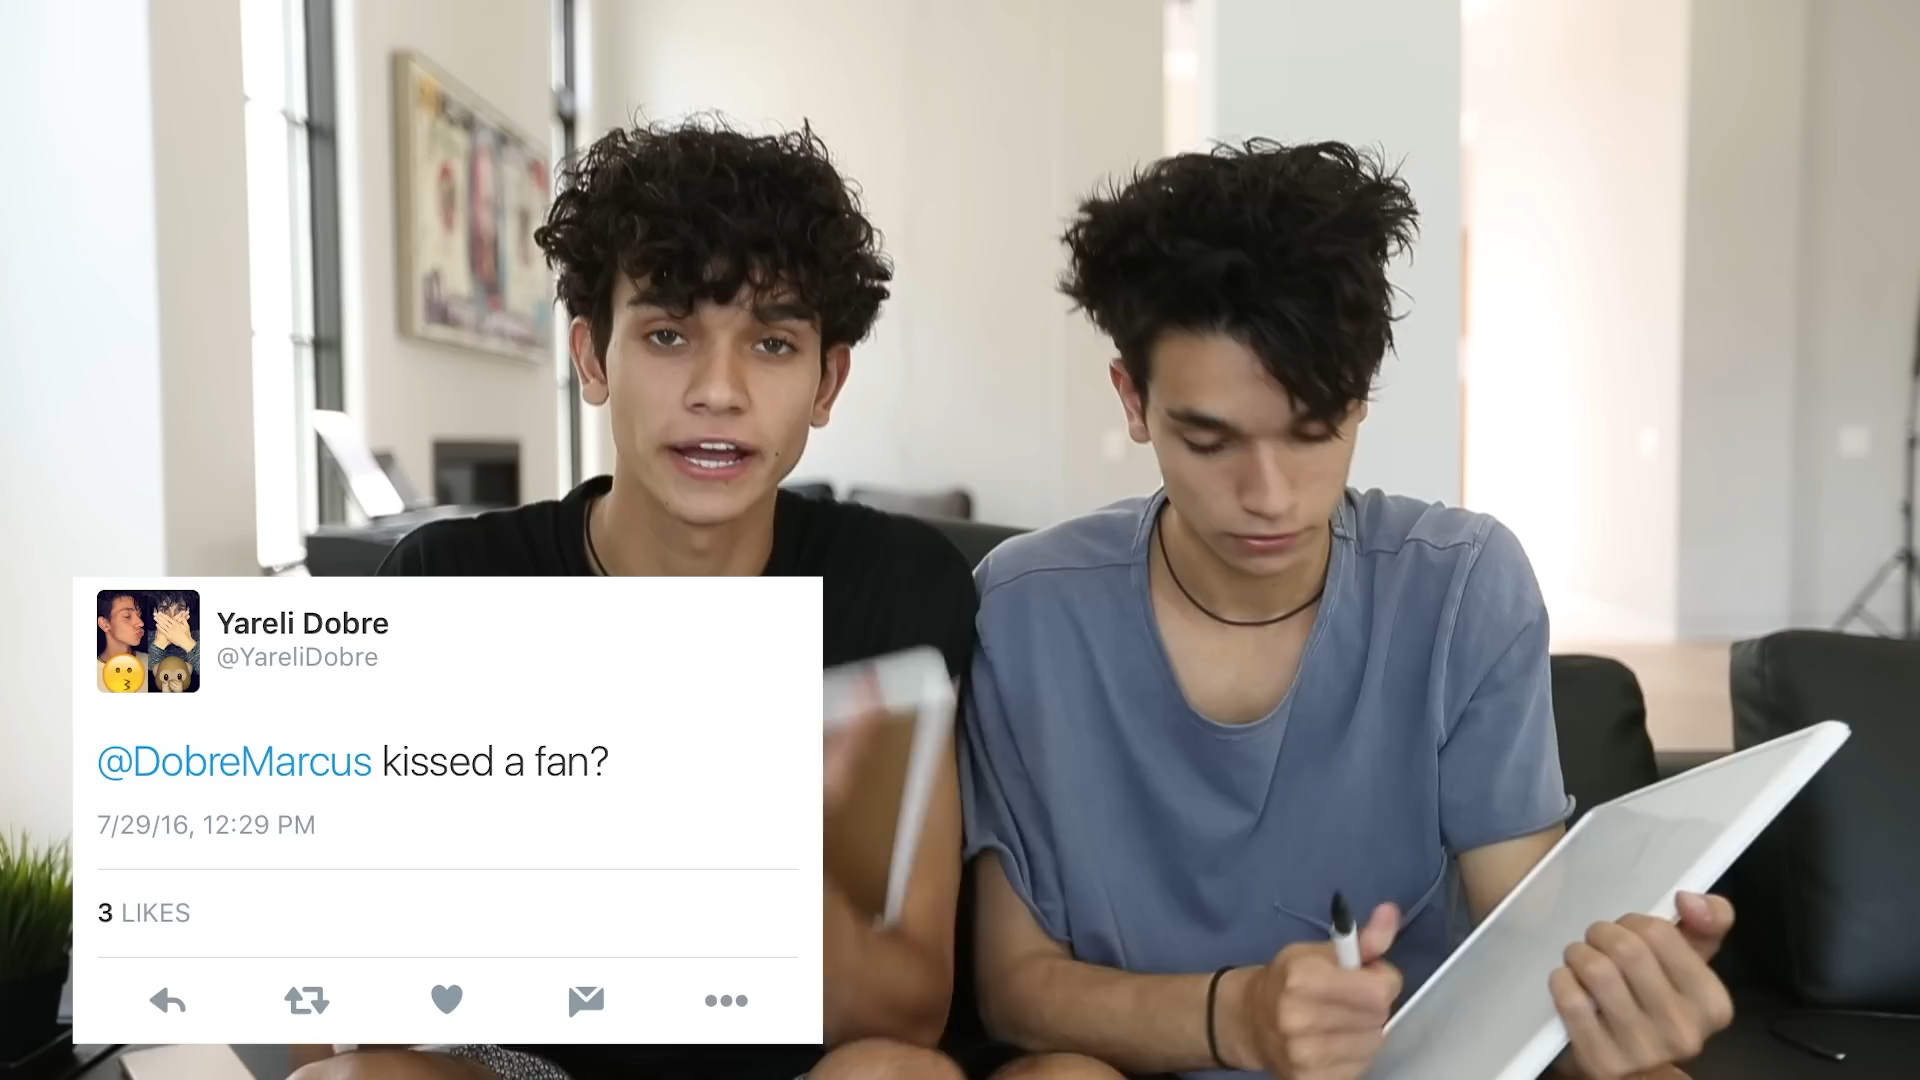 Yareli Dobre
@YareliDobre
@DobreMarcus kissed a fan?
7/29/16, 12:29 PM
3 LIKES